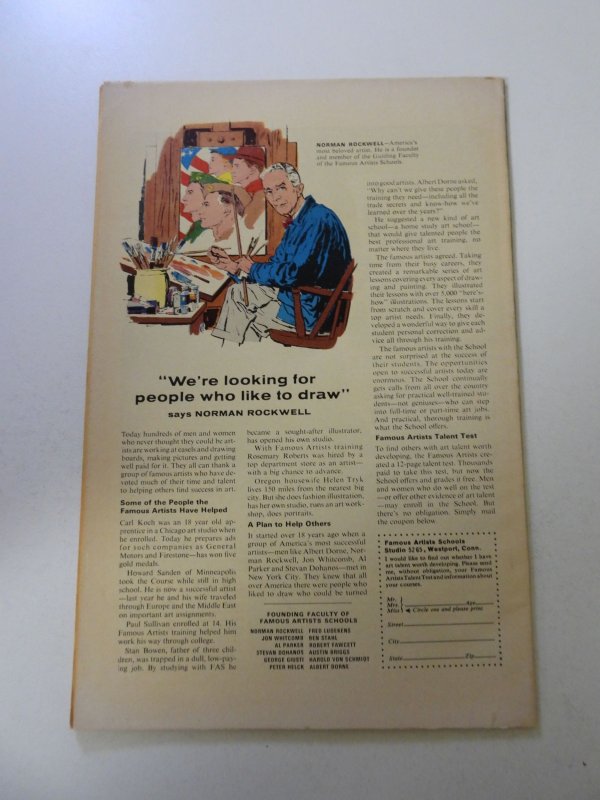 NORMAN ROCKWELL—America's
most beloved artist. He is a founder
and member of the Guiding Faculty
of the Famous Artists Schools.
"We're looking for
people who like to draw"
says NORMAN ROCKWELL
Today hundreds of men and women
who never thought they could be art-
ists are working at easels and drawing
boards, making pictures and getting
well paid for it. They all can thank a
group of famous artists who have de-
voted much of their time and talent
to helping others find success in art.
Some of the People the
Famous Artists Have Helped
Carl Koch was an 18 year old ap-
prentice in a Chicago art studio when
he enrolled. Today he prepares ads
for such companies as General
Motors and Firestone—has won five
gold medals.
Howard Sanden of Minneapolis
took the Course while still in high
school. He is now a successful artist
—last year he and his wife traveled
through Europe and the Middle East
on important art assignments.
Paul Sullivan enrolled at 14. His
Famous Artists training helped him
work his way through college.
Stan Bowen, father of three chil-
dren, was trapped in a dull, low-pay-
ing job. By studying with FAS he
became a sought-after illustrator,
has opened his own studio.
With Famous Artists training
Rosemary Roberts was hired by a
top department store as an artist—
with a big chance to advance.
Oregon housewife Helen Tryk
lives 150 miles from the nearest big
city. But she does fashion illustration,
has her own studio, runs an art work-
shop, does portraits.
A Plan to Help Others
It started over 18 years ago when a
group of America's most successful
artists—men like Albert Dorne, Nor-
man Rockwell, Jon Whitcomb, Al
Parker and Stevan Dohanos—met in
New York City. They knew that all
over America there were people who
liked to draw who could be turned
into good artists. Albert Dorne asked,
"Why can't we give these people the
training they need—including all the
trade secrets and know-how we've
learned over the years?"
He suggested a new kind of art
school—a home study art school—
that would give talented people the
best professional art training, no
matter where they live.
The famous artists agreed. Taking
time from their busy careers, they
created a remarkable series of art
lessons covering every aspect of draw-
ing and painting. They illustrated
their lessons with over 5,000 "here's-
how" illustrations. The lessons start
from scratch and cover every skill a
top artist needs. Finally, they de-
veloped a wonderful way to give each
student personal correction and ad-
vice all through his training.
The famous artists with the School
are not surprised at the success of
their students. The opportunities
open to successful artists today are
enormous. The School continually
gets calls from all over the country
asking for practical well-trained stu-
dents—not geniuses—who can step
into full-time or part-time art jobs.
And practical, thorough training is
what the School offers.
Famous Artists Talent Test
To find others with art talent worth
developing, the Famous Artists cre-
ated a 12-page talent test. Thousands
paid to take this test, but now the
School offers and grades it free. Men
and women who do well on the test
—or offer other evidence of art talent
—may enroll in the School. But
there's no obligation. Simply mail
the coupon below.
FOUNDING FACULTY OF
FAMOUS ARTISTS SCHOOLS
NORMAN ROCKWELL FRED LUDEKENS
JON WHITCOMB BEN STAHL
AL PARKER ROBERT FAWCETT
STEVAN DOHANOS AUSTIN BRIGGS
GEORGE GIUSTI HAROLD VON SCHMIDT
PETER HELCK ALBERT DORNE
Famous Artists Schools
Studio 5265, Westport, Conn.
I would like to find out whether I have
art talent worth developing. Please send
me, without obligation, your Famous
Artists Talent Test and information about
your courses.
Mr.
Mrs. Age
Miss Circle one and please print
Street
City
State Zip